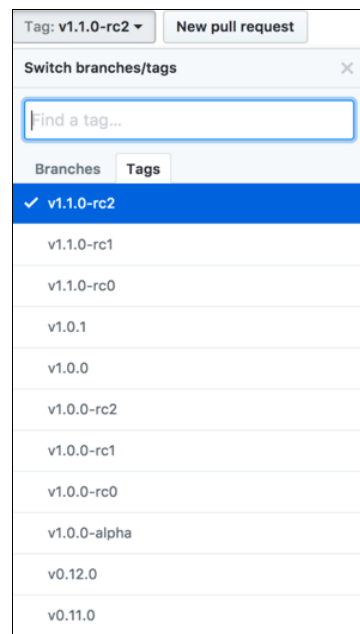 Tag: v1.1.0-rc2 New pull request
Switch branches/tags
Find a tag...
Branches Tags
v1.1.0-rc2
v1.1.0-rc1
v1.1.0-rc0
v1.0.1
v1.0.0
v1.0.0-rc2
v1.0.0-rc1
v1.0.0-rc0
v1.0.0-alpha
v0.12.0
v0.11.0